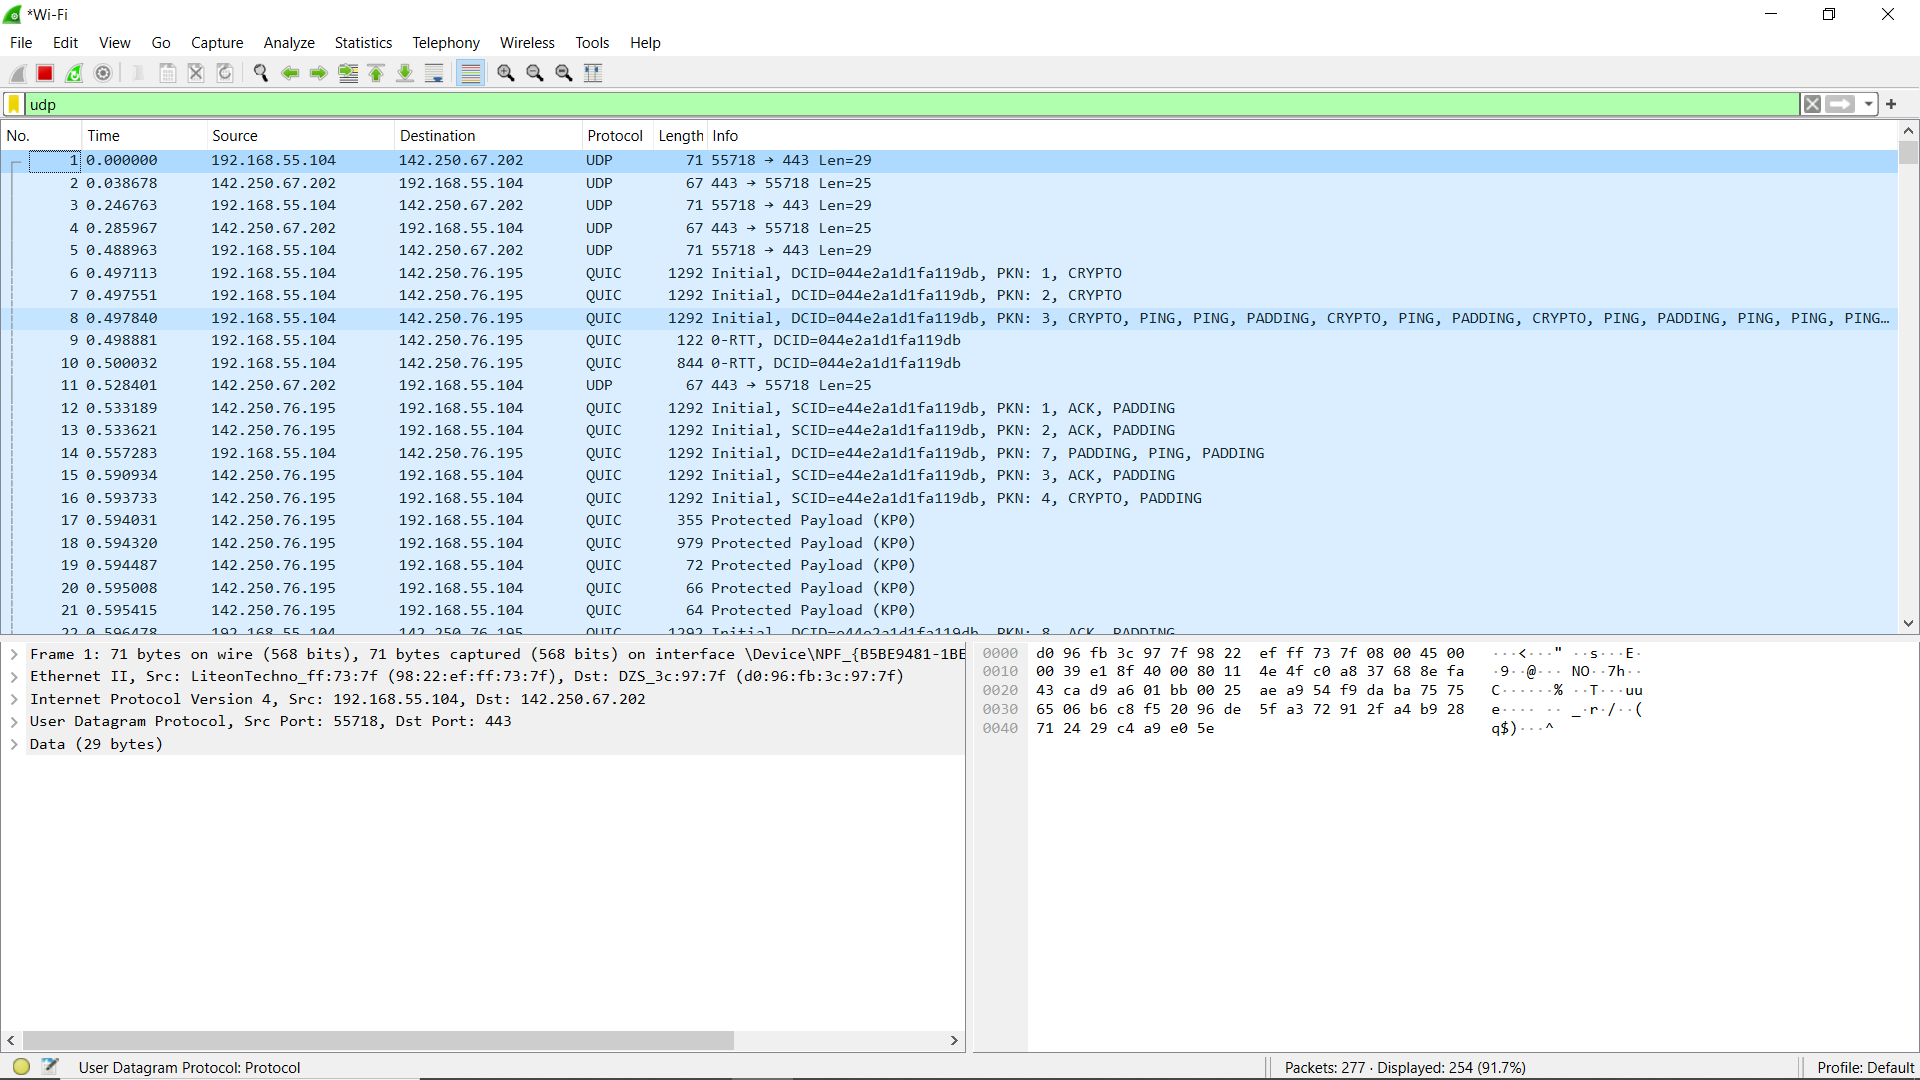 *Wi-Fi
File Edit View Go Capture Analyze Statistics Telephony Wireless Tools Help
udp
No. Time Source Destination Protocol Length Info
1 0.000000 192.168.55.104 142.250.67.202 UDP 71 55718 → 443 Len=29
2 0.038678 142.250.67.202 192.168.55.104 UDP 67 443 → 55718 Len=25
3 0.246763 192.168.55.104 142.250.67.202 UDP 71 55718 → 443 Len=29
4 0.285967 142.250.67.202 192.168.55.104 UDP 67 443 → 55718 Len=25
5 0.488963 192.168.55.104 142.250.67.202 UDP 71 55718 → 443 Len=29
6 0.497113 192.168.55.104 142.250.76.195 QUIC 1292 Initial, DCID=044e2a1d1fa119db, PKN: 1, CRYPTO
7 0.497551 192.168.55.104 142.250.76.195 QUIC 1292 Initial, DCID=044e2a1d1fa119db, PKN: 2, CRYPTO
8 0.497840 192.168.55.104 142.250.76.195 QUIC 1292 Initial, DCID=044e2a1d1fa119db, PKN: 3, CRYPTO, PING, PING, PADDING, CRYPTO, PING, PADDING, CRYPTO, PING, PADDING, PING, PING, PING…
9 0.498881 192.168.55.104 142.250.76.195 QUIC 122 0-RTT, DCID=044e2a1d1fa119db
10 0.500032 192.168.55.104 142.250.76.195 QUIC 844 0-RTT, DCID=044e2a1d1fa119db
11 0.528401 142.250.67.202 192.168.55.104 UDP 67 443 → 55718 Len=25
12 0.533189 142.250.76.195 192.168.55.104 QUIC 1292 Initial, SCID=e44e2a1d1fa119db, PKN: 1, ACK, PADDING
13 0.533621 142.250.76.195 192.168.55.104 QUIC 1292 Initial, SCID=e44e2a1d1fa119db, PKN: 2, ACK, PADDING
14 0.557283 192.168.55.104 142.250.76.195 QUIC 1292 Initial, DCID=e44e2a1d1fa119db, PKN: 7, PADDING, PING, PADDING
15 0.590934 142.250.76.195 192.168.55.104 QUIC 1292 Initial, SCID=e44e2a1d1fa119db, PKN: 3, ACK, PADDING
16 0.593733 142.250.76.195 192.168.55.104 QUIC 1292 Initial, SCID=e44e2a1d1fa119db, PKN: 4, CRYPTO, PADDING
17 0.594031 142.250.76.195 192.168.55.104 QUIC 355 Protected Payload (KP0)
18 0.594320 142.250.76.195 192.168.55.104 QUIC 979 Protected Payload (KP0)
19 0.594487 142.250.76.195 192.168.55.104 QUIC 72 Protected Payload (KP0)
20 0.595008 142.250.76.195 192.168.55.104 QUIC 66 Protected Payload (KP0)
21 0.595415 142.250.76.195 192.168.55.104 QUIC 64 Protected Payload (KP0)
22 0.596478 192.168.55.104 142.250.76.195 QUIC 1292 Initial, DCID=e44e2a1d1fa119db, PKN: 8, ACK, PADDING
Frame 1: 71 bytes on wire (568 bits), 71 bytes captured (568 bits) on interface \Device\NPF_{B5BE9481-1BE
Ethernet II, Src: LiteonTechno_ff:73:7f (98:22:ef:ff:73:7f), Dst: DZS_3c:97:7f (d0:96:fb:3c:97:7f)
Internet Protocol Version 4, Src: 192.168.55.104, Dst: 142.250.67.202
User Datagram Protocol, Src Port: 55718, Dst Port: 443
Data (29 bytes)
0000 d0 96 fb 3c 97 7f 98 22 ef ff 73 7f 08 00 45 00 ···<···" ··s···E·
0010 00 39 e1 8f 40 00 80 11 4e 4f c0 a8 37 68 8e fa ·9··@··· NO··7h··
0020 43 ca d9 a6 01 bb 00 25 ae a9 54 f9 da ba 75 75 C······% ··T···uu
0030 65 06 b6 c8 f5 20 96 de 5f a3 72 91 2f a4 b9 28 e···· ·· _·r·/··(
0040 71 24 29 c4 a9 e0 5e q$)···^
User Datagram Protocol: Protocol
Packets: 277 · Displayed: 254 (91.7%)
Profile: Default